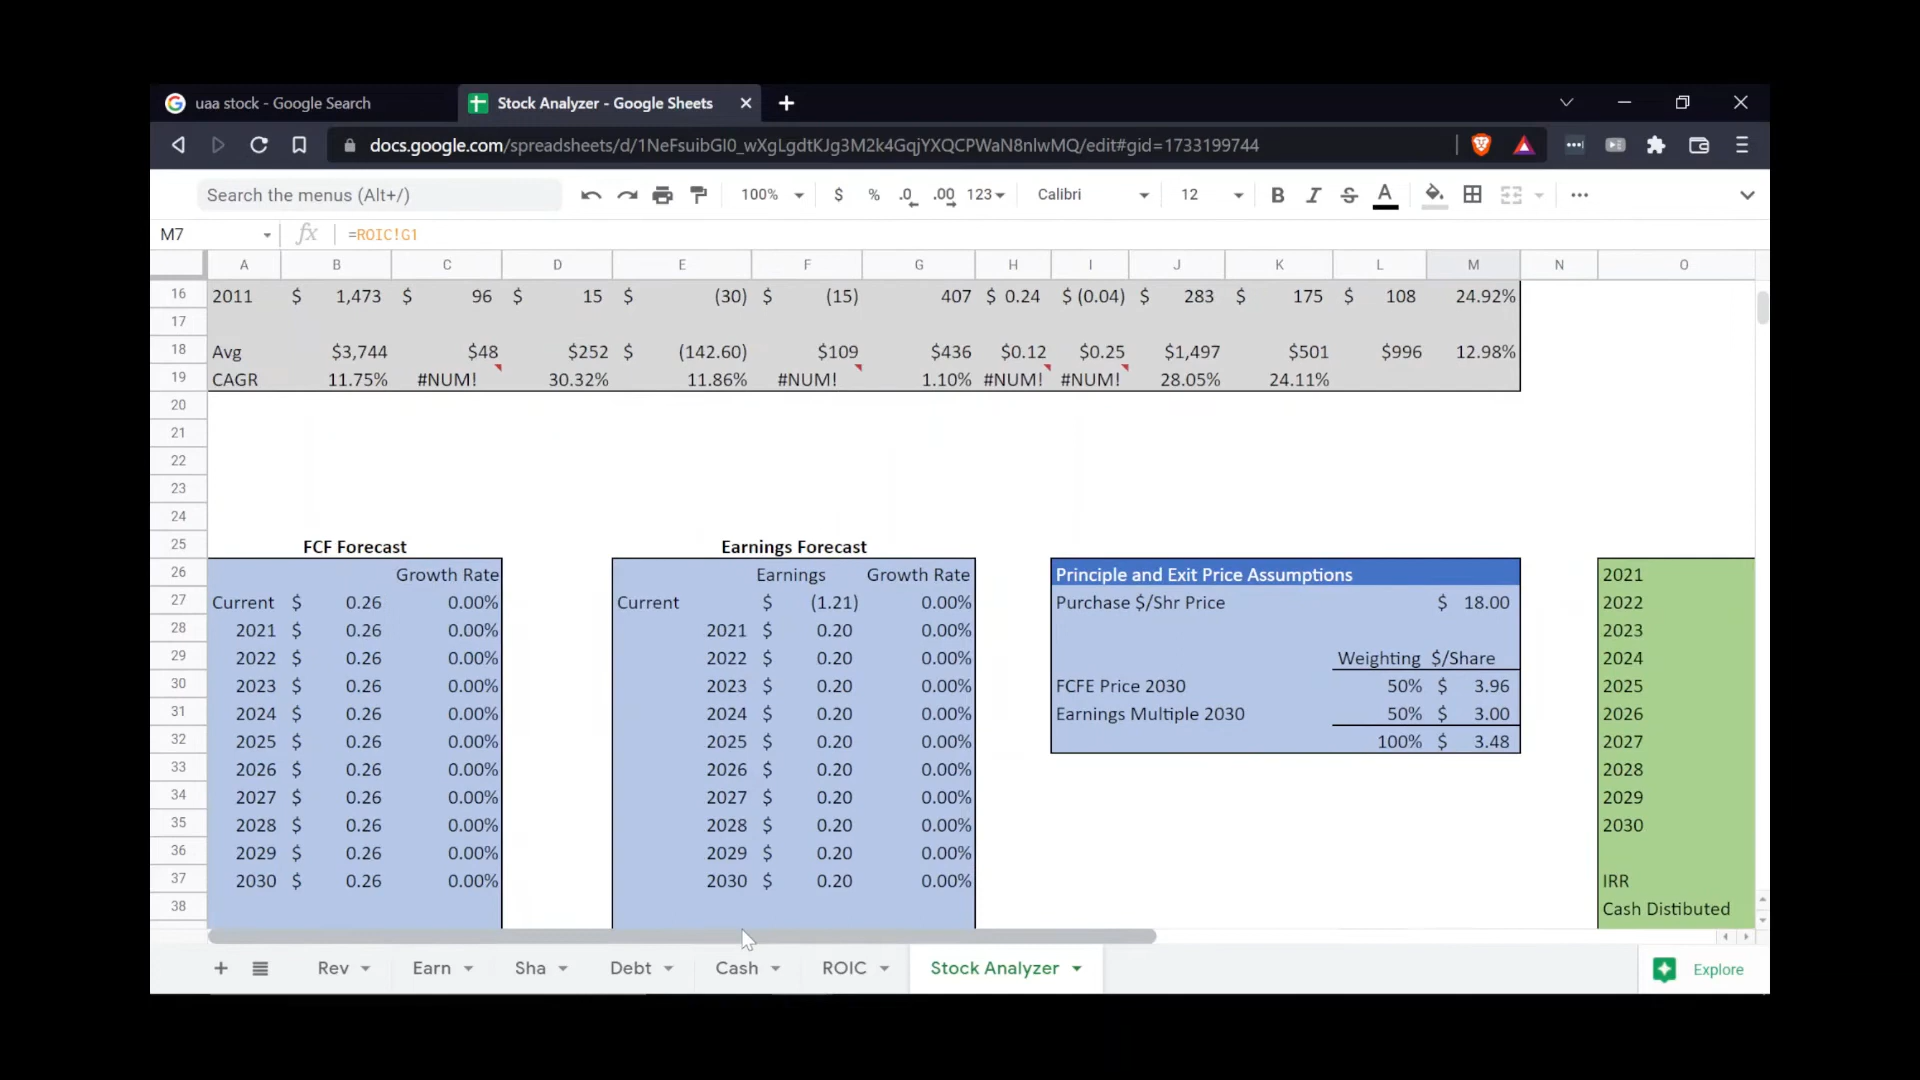 uaa stock - Google Search
Stock Analyzer - Google Sheets
docs.google.com/spreadsheets/d/1NeFsuibGI0_wXgLgdtKJg3M2k4GqjYXQCPWaN8nlwMQ/edit#gid=1733199744
Search the menus (Alt+/) 100% $ % .0 .00 123 Calibri 12 B I S A
M7 fx =ROIC!G1
A B C D E F G H I J K L M N O
16 2011 $ 1,473 $ 96 $ 15 $ (30) $ (15) 407 $ 0.24 $ (0.04) $ 283 $ 175 $ 108 24.92%
17
18 Avg $3,744 $48 $252 $ (142.60) $109 $436 $0.12 $0.25 $1,497 $501 $996 12.98%
19 CAGR 11.75% #NUM! 30.32% 11.86% #NUM! 1.10% #NUM! #NUM! 28.05% 24.11%
20
21
22
23
24
25 FCF Forecast Earnings Forecast
26 Growth Rate Earnings Growth Rate Principle and Exit Price Assumptions 2021
27 Current $ 0.26 0.00% Current $ (1.21) 0.00% Purchase $/Shr Price $ 18.00 2022
28 2021 $ 0.26 0.00% 2021 $ 0.20 0.00% 2023
29 2022 $ 0.26 0.00% 2022 $ 0.20 0.00% Weighting $/Share 2024
30 2023 $ 0.26 0.00% 2023 $ 0.20 0.00% FCFE Price 2030 50% $ 3.96 2025
31 2024 $ 0.26 0.00% 2024 $ 0.20 0.00% Earnings Multiple 2030 50% $ 3.00 2026
32 2025 $ 0.26 0.00% 2025 $ 0.20 0.00% 100% $ 3.48 2027
33 2026 $ 0.26 0.00% 2026 $ 0.20 0.00% 2028
34 2027 $ 0.26 0.00% 2027 $ 0.20 0.00% 2029
35 2028 $ 0.26 0.00% 2028 $ 0.20 0.00% 2030
36 2029 $ 0.26 0.00% 2029 $ 0.20 0.00%
37 2030 $ 0.26 0.00% 2030 $ 0.20 0.00% IRR
38 Cash Distibuted
Rev Earn Sha Debt Cash ROIC Stock Analyzer Explore